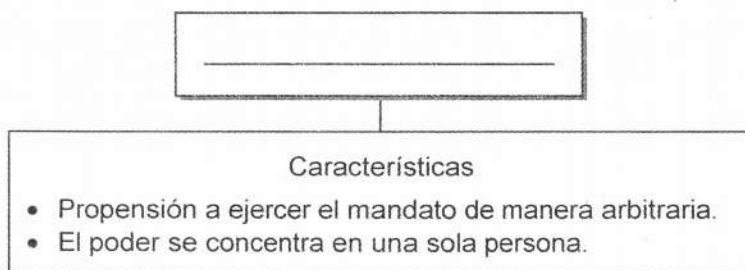 Características
• Propensión a ejercer el mandato de manera arbitraria.
• El poder se concentra en una sola persona.